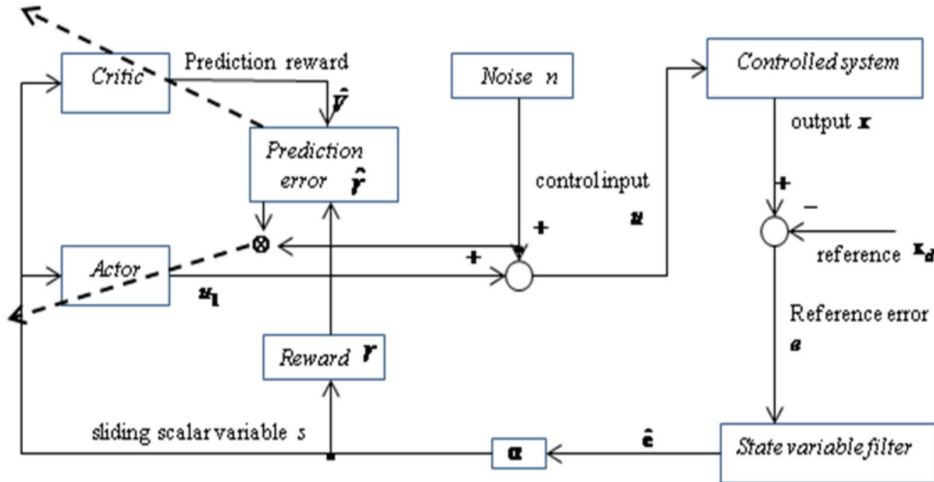 Prediction reward
Critic
Noise n
Controlled system
V̂
output x
Prediction
error r̂
control input
u
+
−
+
+
⊗
reference x_d
Actor
u₁
Reference error
e
Reward r
sliding scalar variable s
α
ê
State variable filter